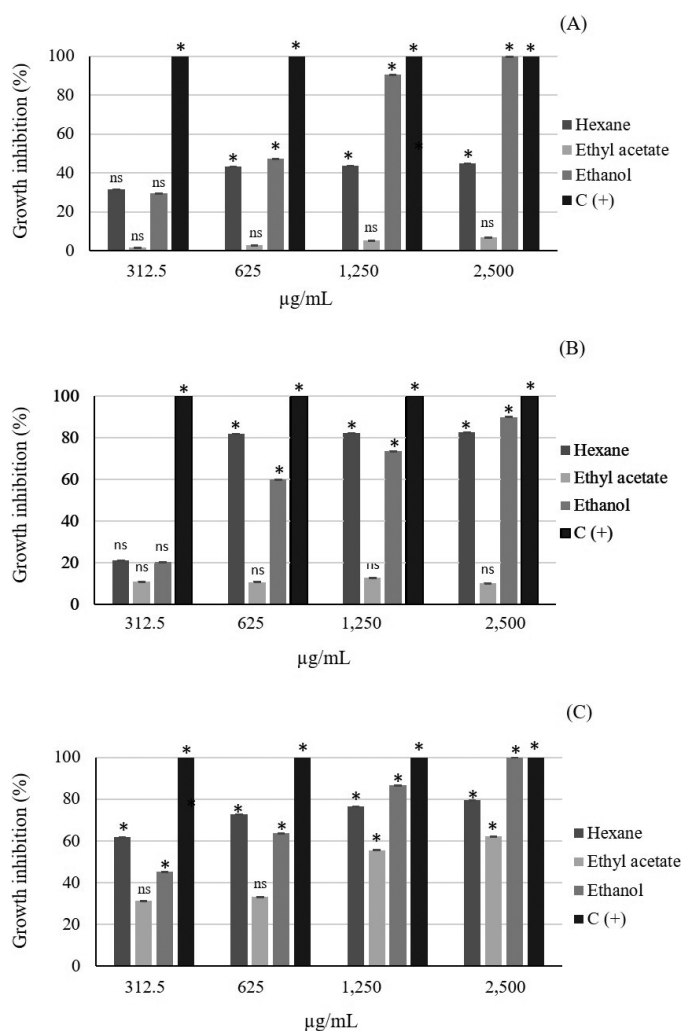 (A)
Growth inhibition (%)
100
80
60
40
20
0
ns ns ns *
* ns * *
* ns * * *
* ns * *
312.5 625 1,250 2,500
µg/mL
Hexane
Ethyl acetate
Ethanol
C (+)
(B)
Growth inhibition (%)
100
80
60
40
20
0
ns ns ns *
* ns * *
* ns * *
* ns * *
312.5 625 1,250 2,500
µg/mL
Hexane
Ethyl acetate
Ethanol
C (+)
(C)
Growth inhibition (%)
100
80
60
40
20
0
* ns * * *
* ns * *
* * * *
* * * *
312.5 625 1,250 2,500
µg/mL
Hexane
Ethyl acetate
Ethanol
C (+)